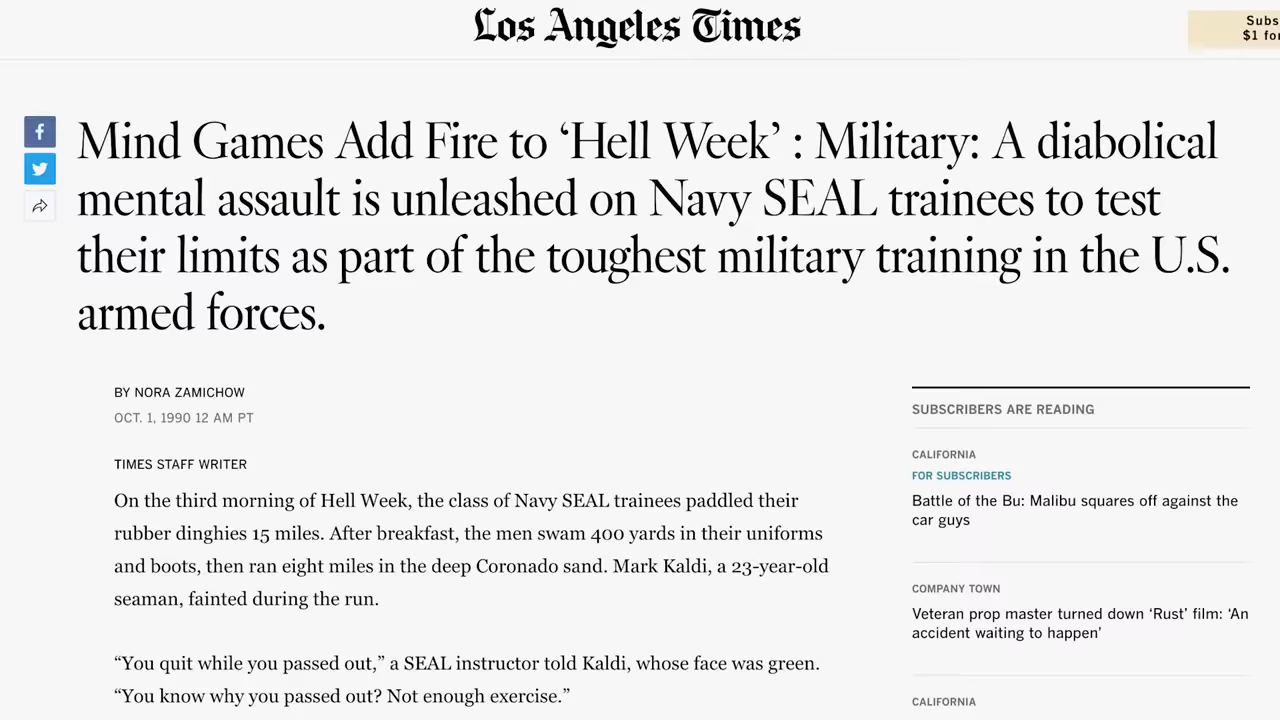 Los Angeles Times
Subs
$1 for
Mind Games Add Fire to ‘Hell Week’ : Military: A diabolical
mental assault is unleashed on Navy SEAL trainees to test
their limits as part of the toughest military training in the U.S.
armed forces.
BY NORA ZAMICHOW
OCT. 1, 1990 12 AM PT
TIMES STAFF WRITER
On the third morning of Hell Week, the class of Navy SEAL trainees paddled their
rubber dinghies 15 miles. After breakfast, the men swam 400 yards in their uniforms
and boots, then ran eight miles in the deep Coronado sand. Mark Kaldi, a 23-year-old
seaman, fainted during the run.
“You quit while you passed out,” a SEAL instructor told Kaldi, whose face was green.
“You know why you passed out? Not enough exercise.”
SUBSCRIBERS ARE READING
CALIFORNIA
FOR SUBSCRIBERS
Battle of the Bu: Malibu squares off against the
car guys
COMPANY TOWN
Veteran prop master turned down ‘Rust’ film: ‘An
accident waiting to happen’
CALIFORNIA